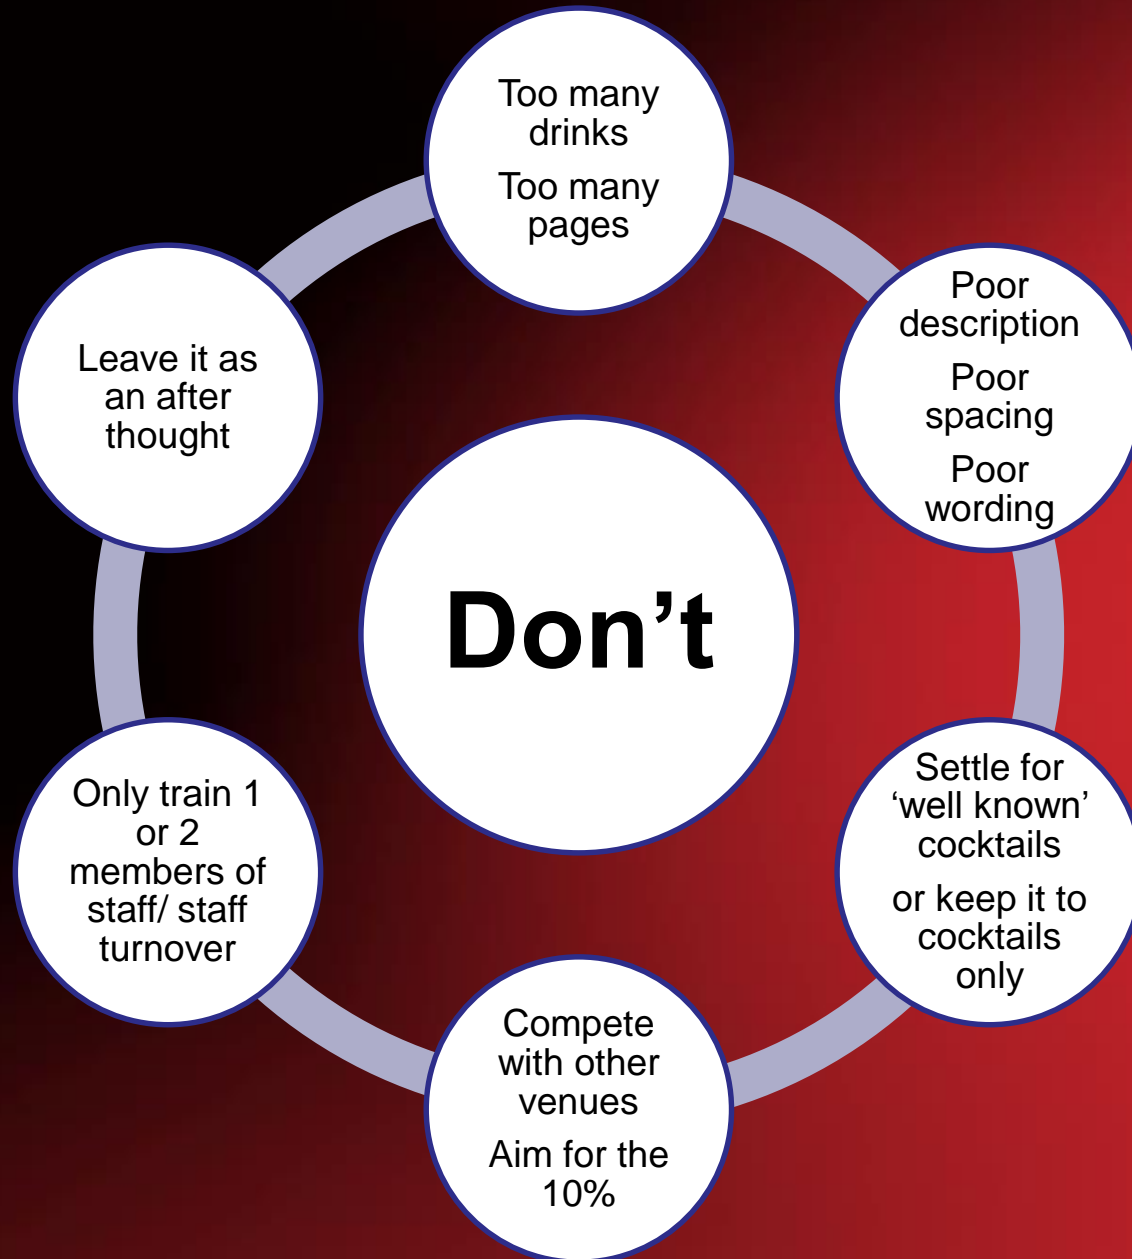 Don’t
Too many
drinks
Too many
pages
Poor
description
Poor
spacing
Poor
wording
Settle for
‘well known’
cocktails
or keep it to
cocktails
only
Compete
with other
venues
Aim for the
10%
Only train 1
or 2
members of
staff/ staff
turnover
Leave it as
an after
thought